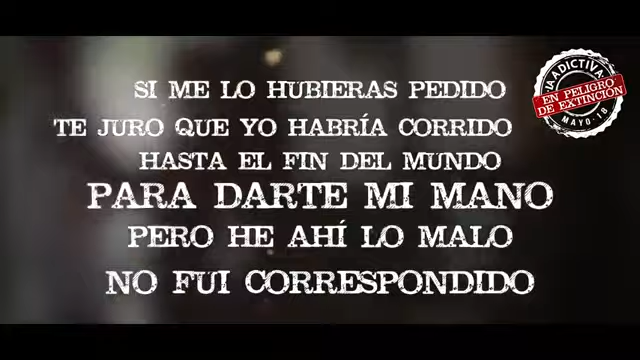 SI ME LO HUBIERAS PEDIDO
TE JURO QUE YO HABRÍA CORRIDO
HASTA EL FIN DEL MUNDO
PARA DARTE MI MANO
PERO HE AHÍ LO MALO
NO FUI CORRESPONDIDO
LA ADICTIVA
EN PELIGRO
DE EXTINCIÓN
MAYO-18